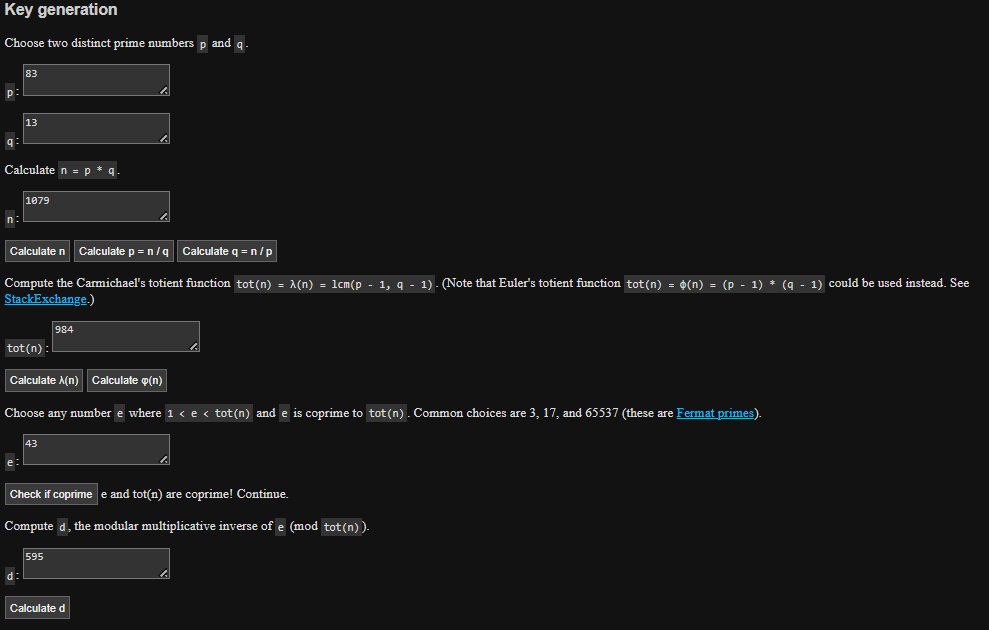 Key generation
Choose two distinct prime numbers p and q.
p: 83
q: 13
Calculate n = p * q.
n: 1079
Calculate n Calculate p = n / q Calculate q = n / p
Compute the Carmichael's totient function tot(n) = λ(n) = lcm(p - 1, q - 1). (Note that Euler's totient function tot(n) = φ(n) = (p - 1) * (q - 1) could be used instead. See
StackExchange.)
tot(n): 984
Calculate λ(n) Calculate φ(n)
Choose any number e where 1 < e < tot(n) and e is coprime to tot(n). Common choices are 3, 17, and 65537 (these are Fermat primes).
e: 43
Check if coprime e and tot(n) are coprime! Continue.
Compute d, the modular multiplicative inverse of e (mod tot(n)).
d: 595
Calculate d